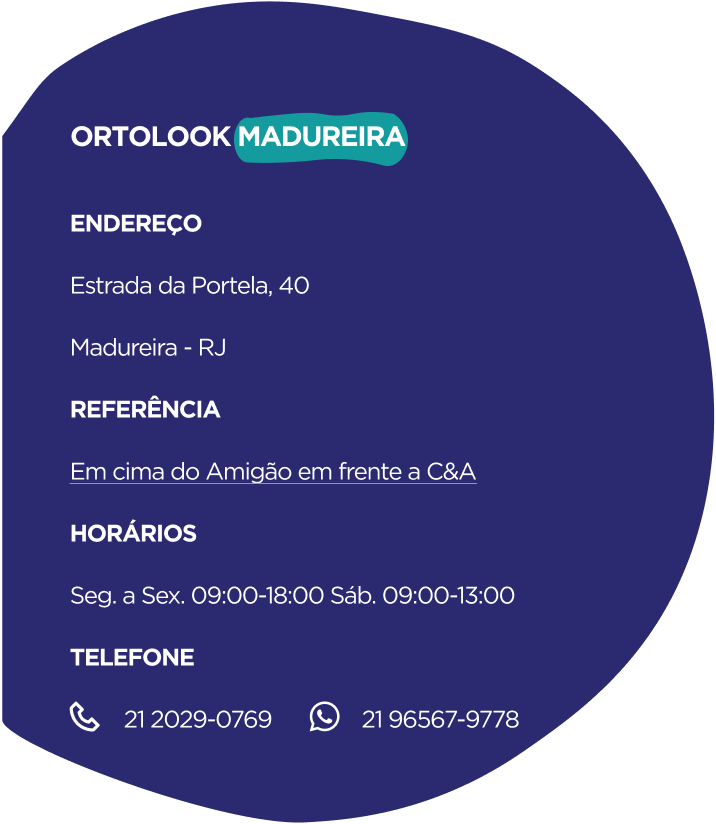 ORTOLOOK MADUREIRA
ENDEREÇO
Estrada da Portela, 40
Madureira - RJ
REFERÊNCIA
Em cima do Amigão em frente a C&A
HORÁRIOS
Seg. a Sex. 09:00-18:00 Sáb. 09:00-13:00
TELEFONE
21 2029-0769 21 96567-9778